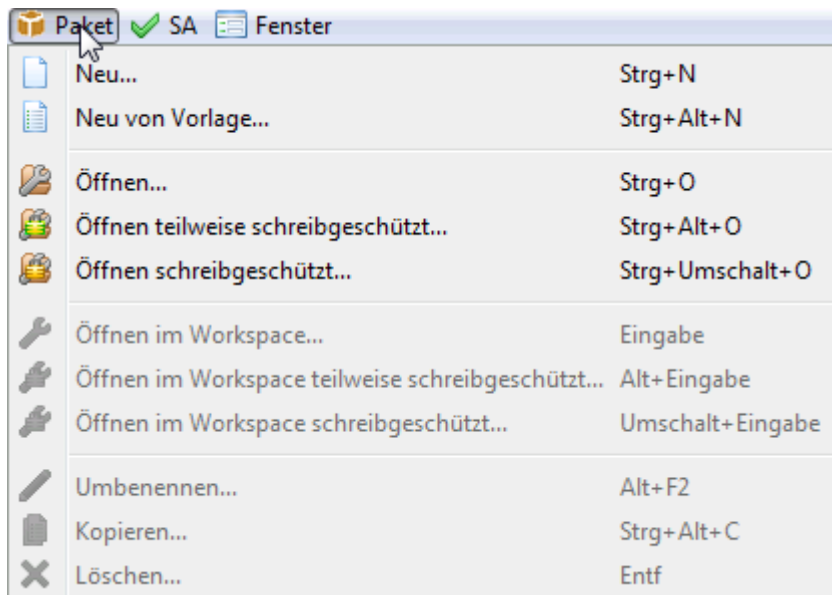 Paket SA Fenster
Neu... Strg+N
Neu von Vorlage... Strg+Alt+N
Öffnen... Strg+O
Öffnen teilweise schreibgeschützt... Strg+Alt+O
Öffnen schreibgeschützt... Strg+Umschalt+O
Öffnen im Workspace... Eingabe
Öffnen im Workspace teilweise schreibgeschützt... Alt+Eingabe
Öffnen im Workspace schreibgeschützt... Umschalt+Eingabe
Umbenennen... Alt+F2
Kopieren... Strg+Alt+C
Löschen... Entf